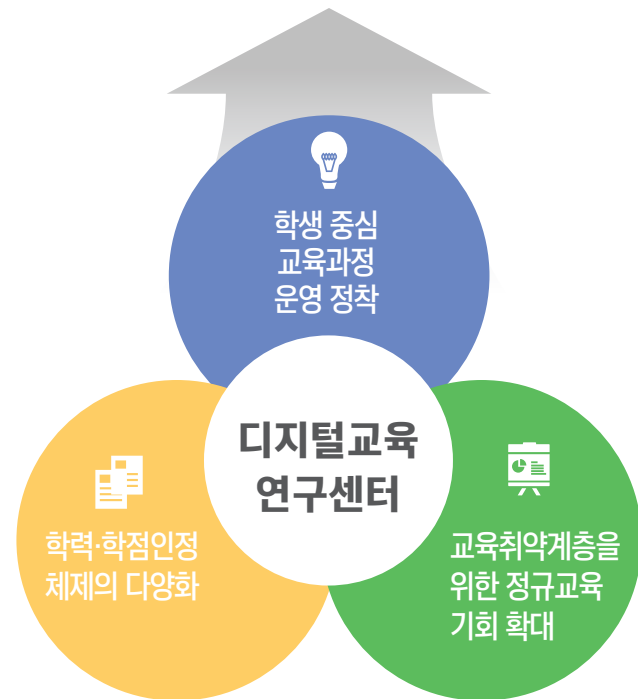 학생 중심
교육과정
운영 정착
디지털교육
연구센터
학력·학점인정
체제의 다양화
교육취약계층을
위한 정규교육
기회 확대